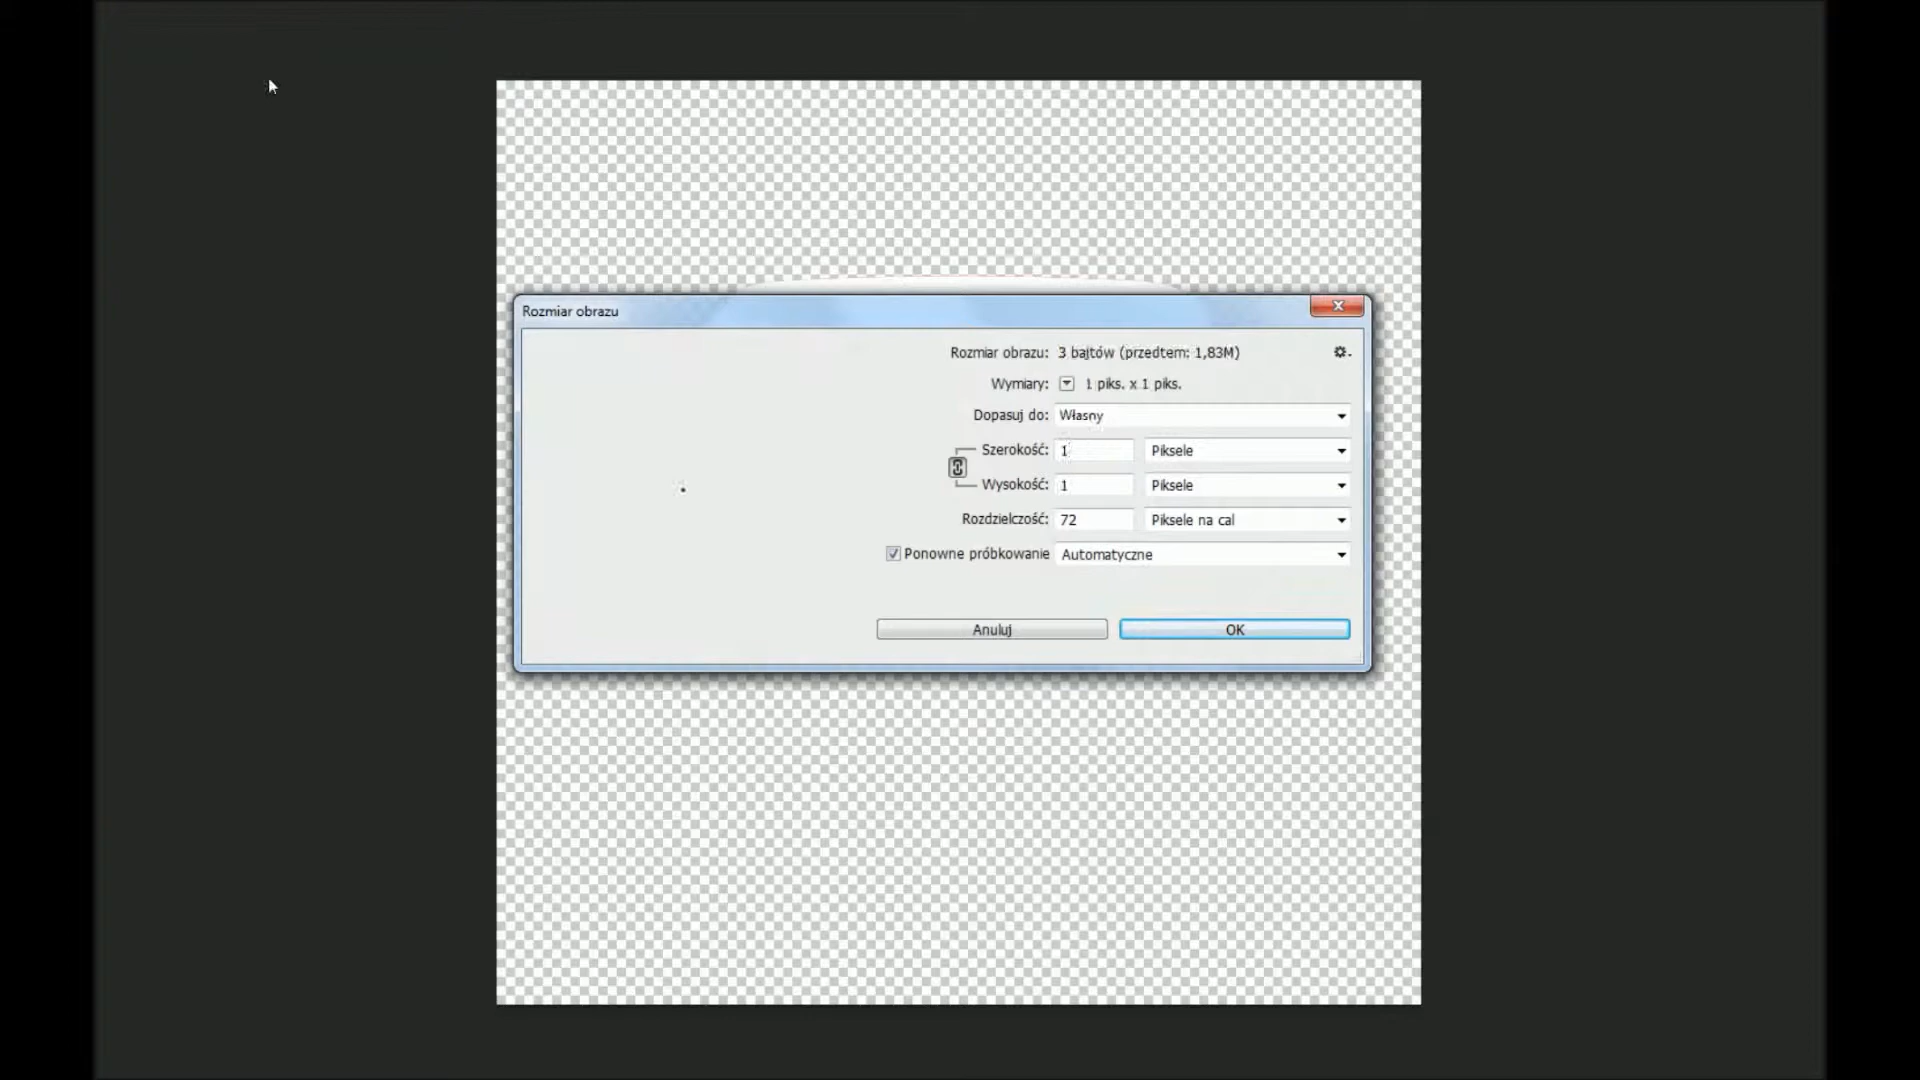 Rozmiar obrazu
Rozmiar obrazu: 3 bajtów (przedtem: 1,83M)
Wymiary: 1 piks. x 1 piks.
Dopasuj do: Własny
Szerokość: 1 Piksele
Wysokość: 1 Piksele
Rozdzielczość: 72 Piksele na cal
Ponowne próbkowanie Automatyczne
Anuluj OK